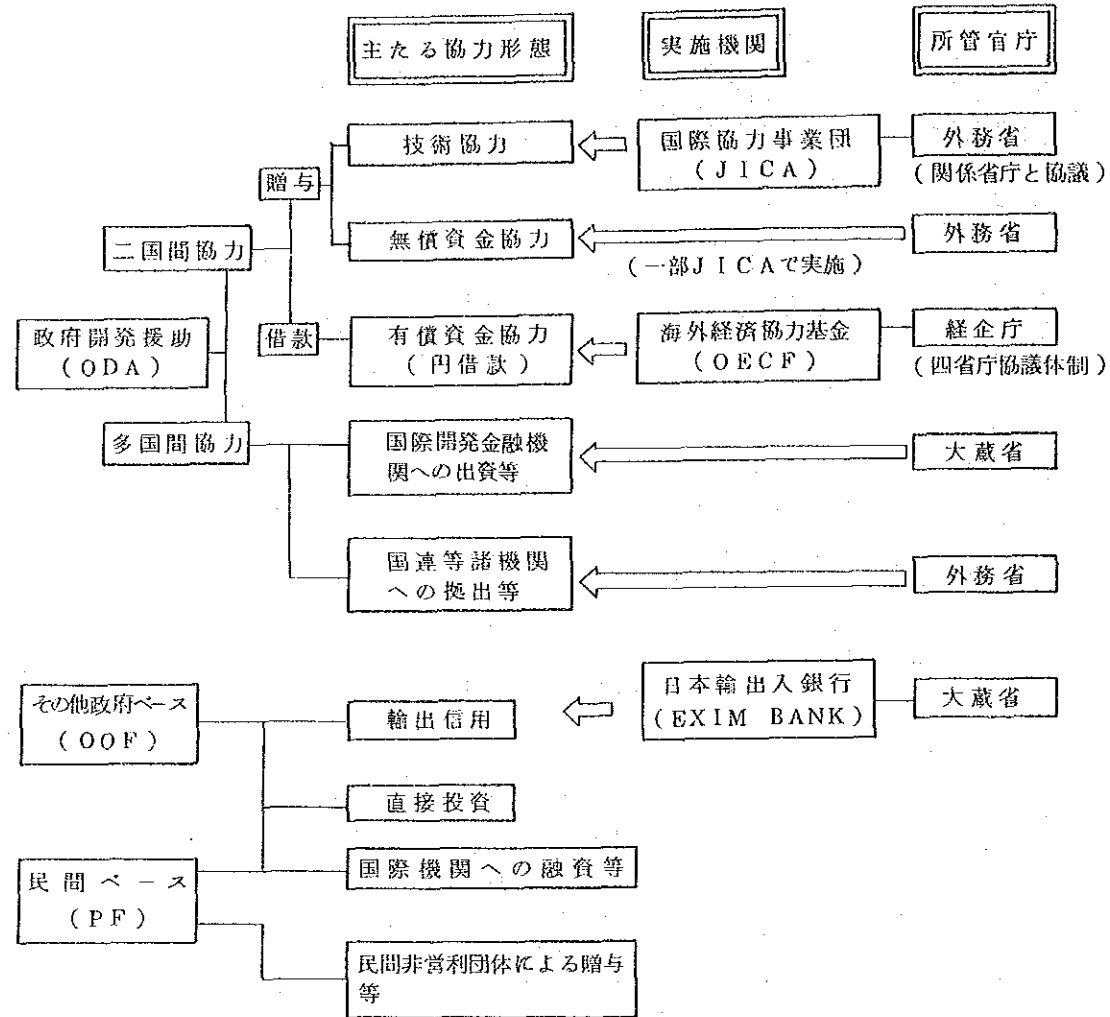 主たる協力形態
実施機関
所管官庁
技術協力
国際協力事業団
(JICA)
外務省
(関係省庁と協議)
贈与
無償資金協力
(一部JICAで実施)
外務省
二国間協力
政府開発援助
(ODA)
借款
有償資金協力
(円借款)
海外経済協力基金
(OECF)
経企庁
(四省庁協議体制)
多国間協力
国際開発金融機
関への出資等
大蔵省
国連等諸機関
への拠出等
外務省
その他政府ベース
(OOF)
輸出信用
日本輸出入銀行
(EXIM BANK)
大蔵省
直接投資
国際機関への融資等
民間ベース
(PF)
民間非営利団体による贈与
等